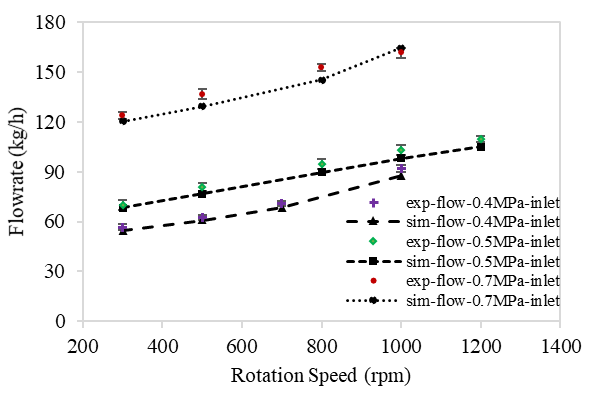 180
150
120
90
60
30
0
Flowrate (kg/h)
exp-flow-0.4MPa-inlet
sim-flow-0.4MPa-inlet
exp-flow-0.5MPa-inlet
sim-flow-0.5MPa-inlet
exp-flow-0.7MPa-inlet
sim-flow-0.7MPa-inlet
200 400 600 800 1000 1200 1400
Rotation Speed (rpm)